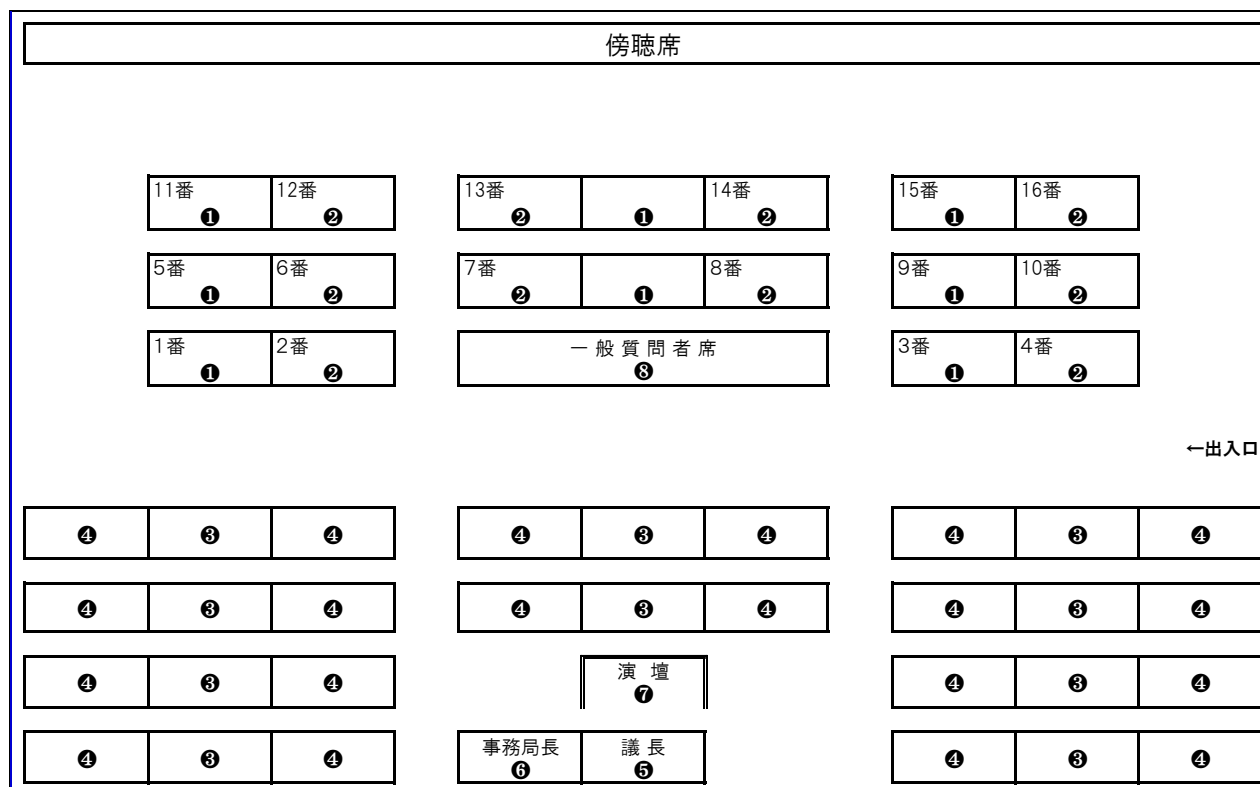 傍聴席
11番 12番 13番 14番 15番 16番
❶ ❷ ❷ ❶ ❷ ❶ ❷
5番 6番 7番 8番 9番 10番
❶ ❷ ❷ ❶ ❷ ❶ ❷
1番 2番 一般質問者席 3番 4番
❶ ❷ ❽ ❶ ❷
←出入口
❹ ❸ ❹ ❹ ❸ ❹ ❹ ❸ ❹
❹ ❸ ❹ ❹ ❸ ❹ ❹ ❸ ❹
演壇
❹ ❸ ❹ ❼ ❹ ❸ ❹
事務局長 議長
❹ ❸ ❹ ❻ ❺ ❹ ❸ ❹